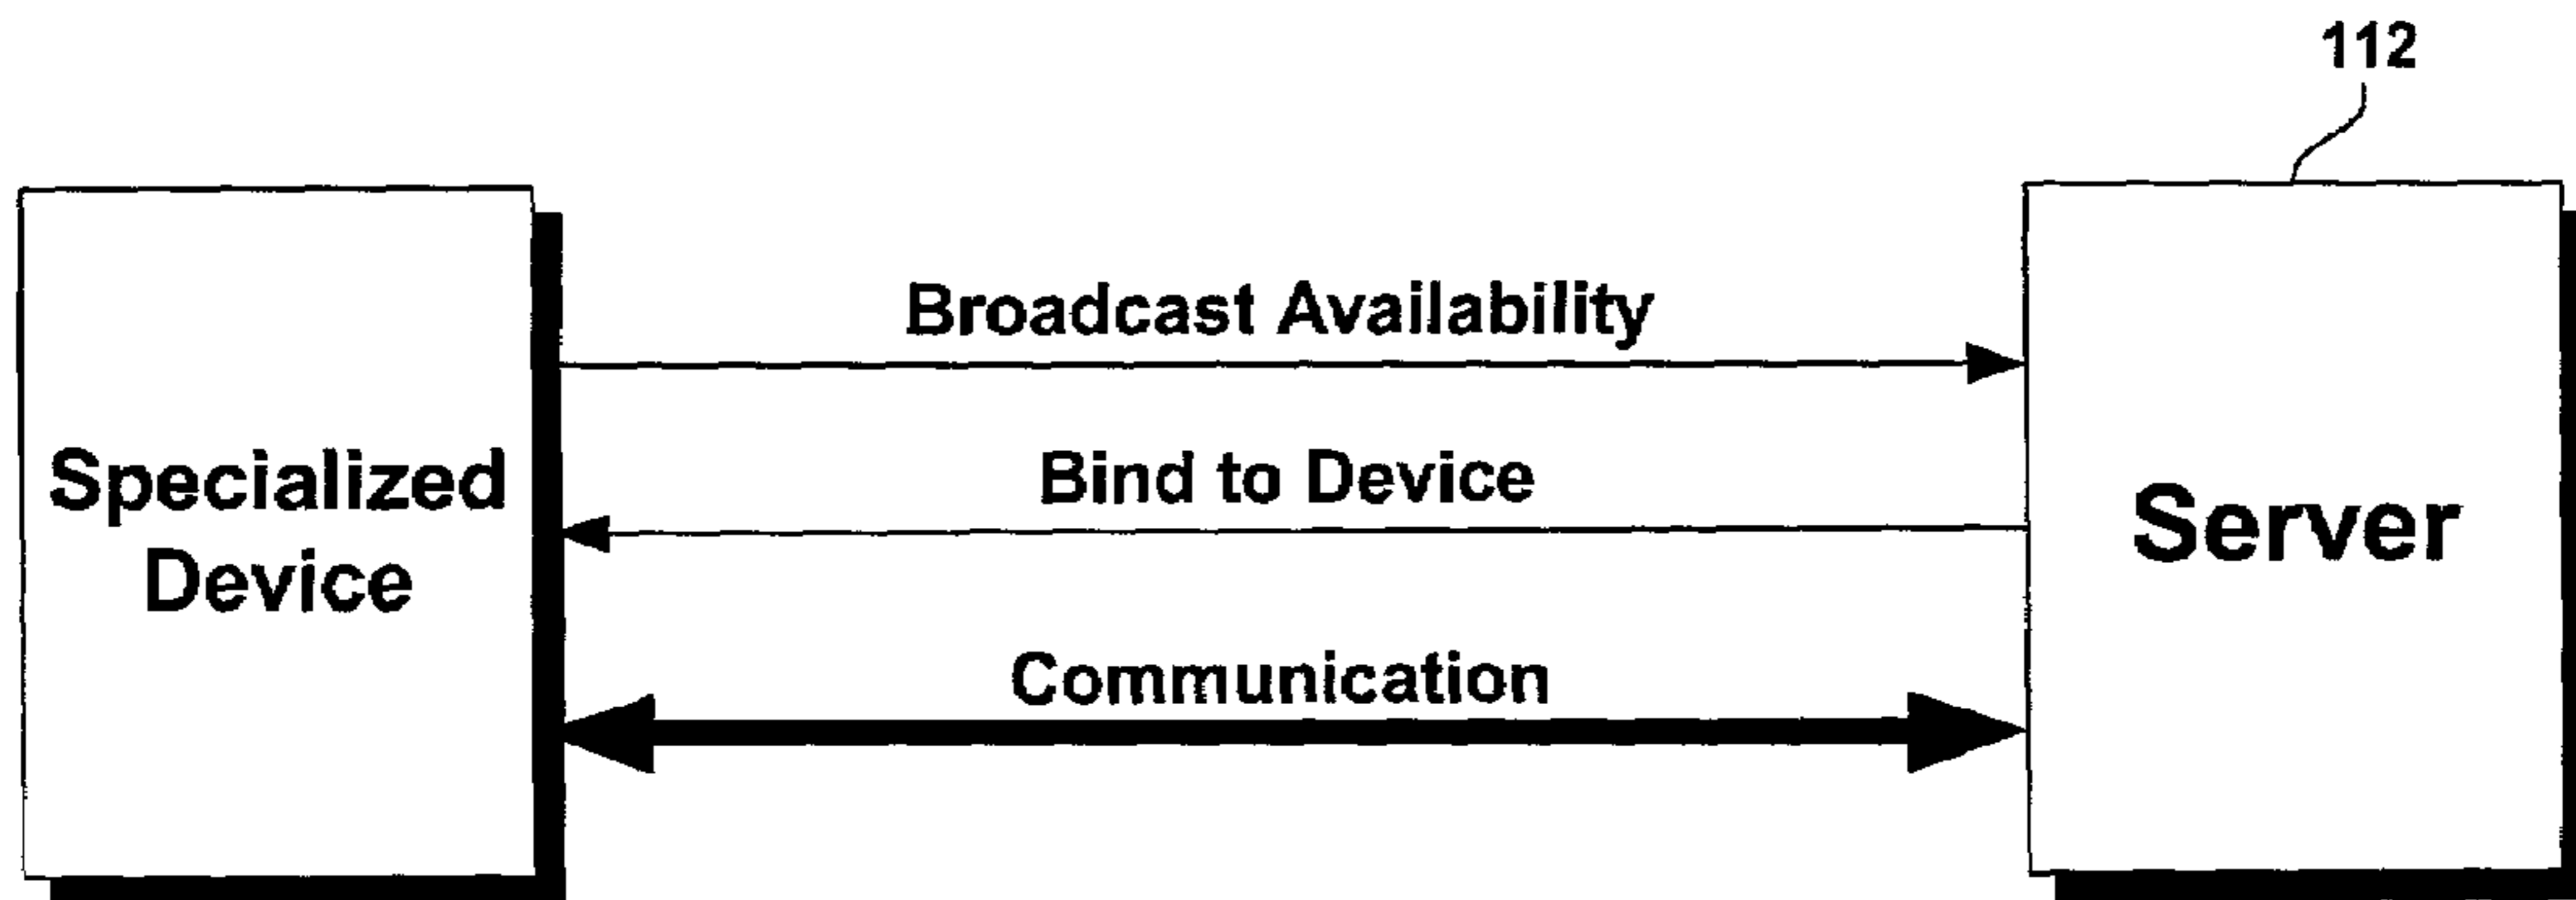 112
Broadcast Availability
Specialized
Device
Bind to Device
Server
Communication